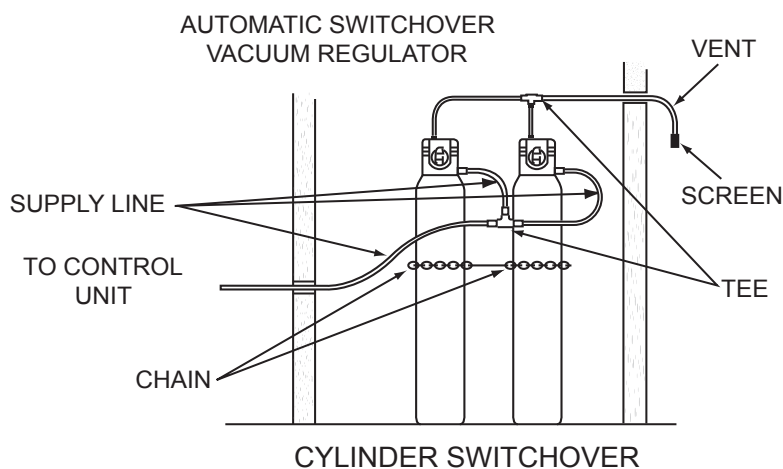 AUTOMATIC SWITCHOVER
VACUUM REGULATOR
VENT
SCREEN
SUPPLY LINE
TO CONTROL
UNIT
TEE
CHAIN
CYLINDER SWITCHOVER